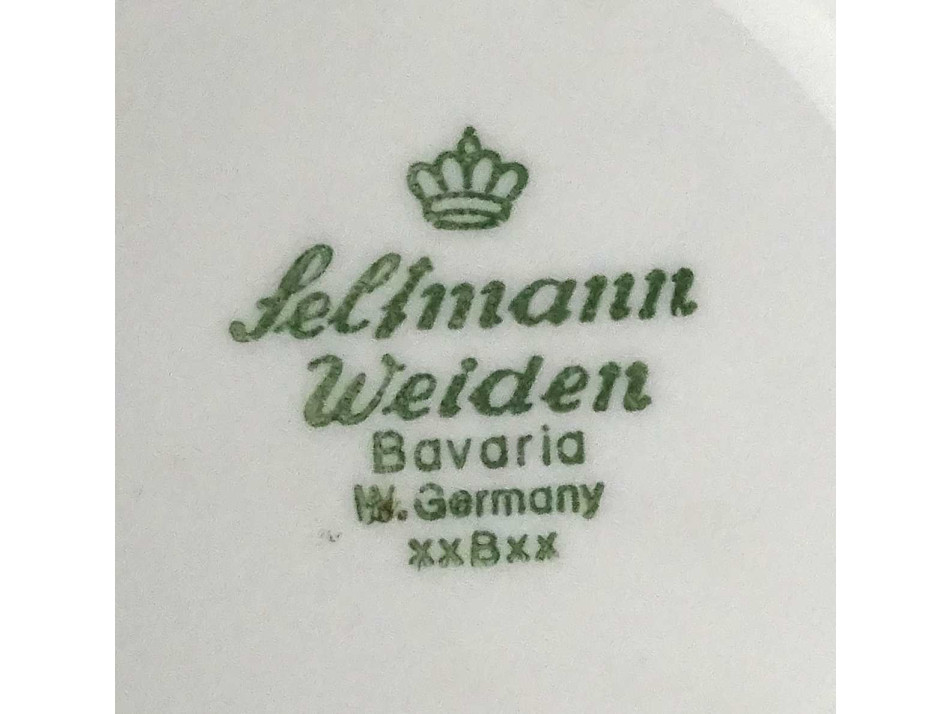 Seltmann
Weiden
Bavaria
W. Germany
xxBxx